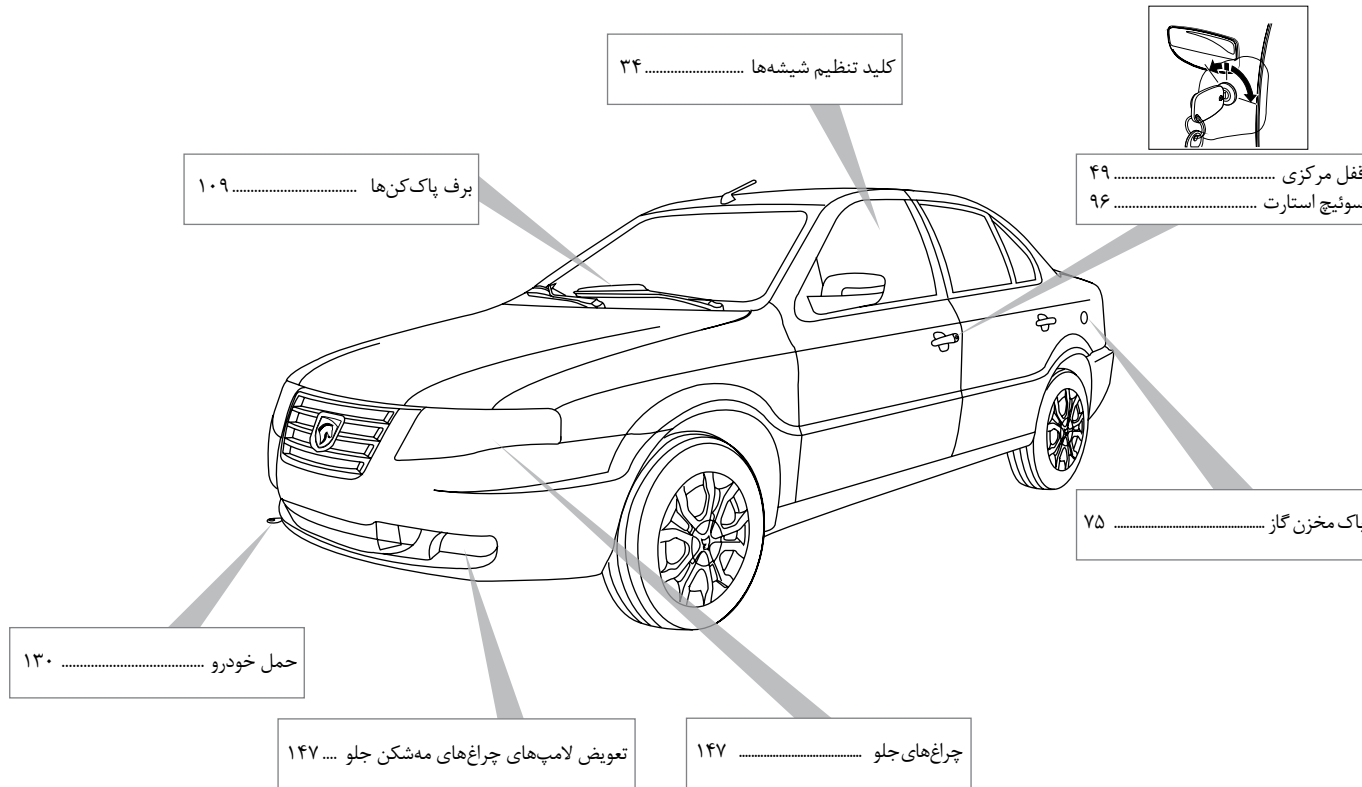 کلید تنظیم شیشه‌ها ........................... ۳۴
برف پاک‌کن‌ها ................................. ۱۰۹
قفل مرکزی ........................................ ۴۹
سوئیچ استارت .................................... ۹۶
باک مخزن گاز ...................................... ۷۵
حمل خودرو ...................................... ۱۳۰
تعویض لامپ‌های چراغ‌های مه‌شکن جلو .... ۱۴۷
چراغ‌های‌جلو ................................. ۱۴۷